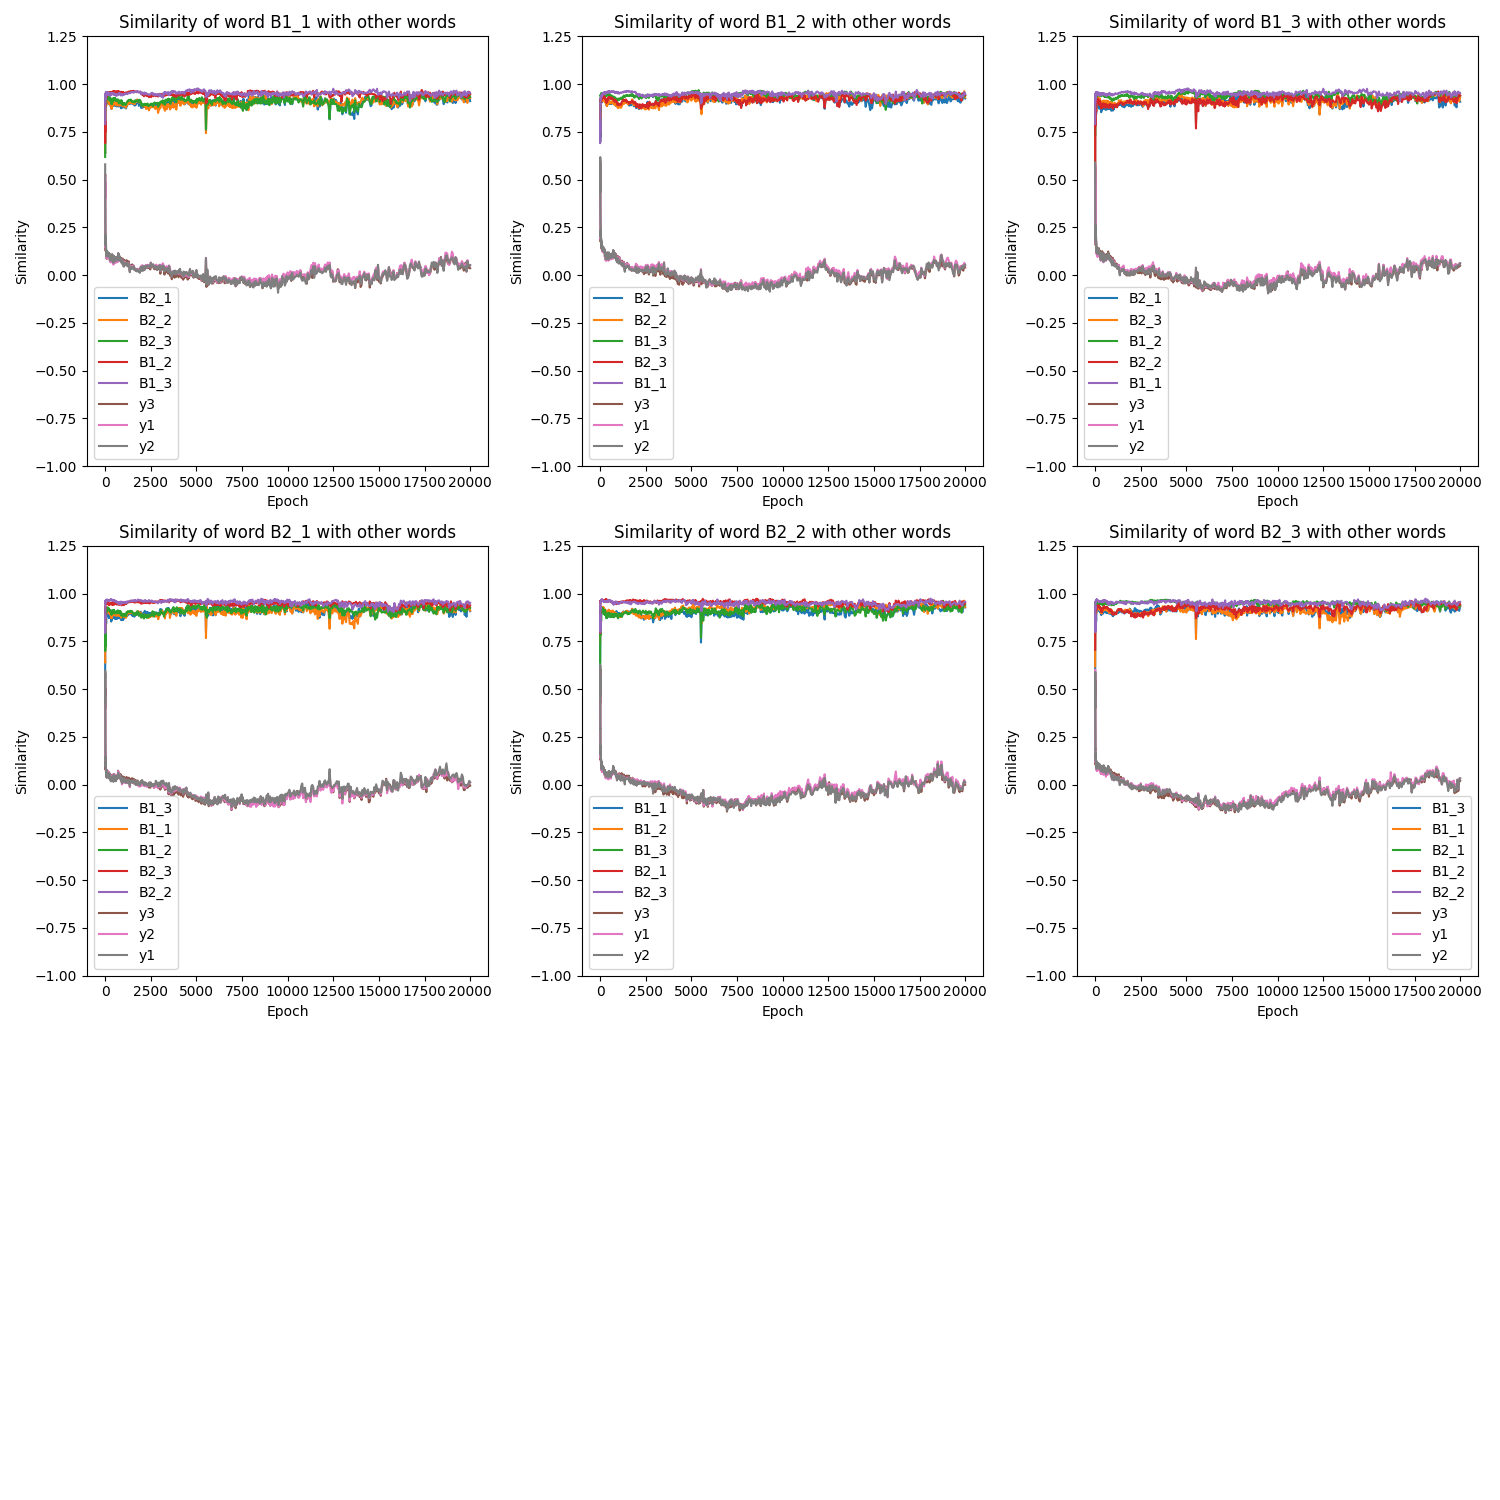 Similarity of word B1_1 with other words
1.25
1.00
0.75
0.50
0.25
0.00
−0.25
−0.50
−0.75
−1.00
Similarity
B2_1
B2_2
B2_3
B1_2
B1_3
y3
y1
y2
0 2500 5000 7500 10000 12500 15000 17500 20000
Epoch
Similarity of word B1_2 with other words
1.25
1.00
0.75
0.50
0.25
0.00
−0.25
−0.50
−0.75
−1.00
Similarity
B2_1
B2_2
B1_3
B2_3
B1_1
y3
y1
y2
0 2500 5000 7500 10000 12500 15000 17500 20000
Epoch
Similarity of word B1_3 with other words
1.25
1.00
0.75
0.50
0.25
0.00
−0.25
−0.50
−0.75
−1.00
Similarity
B2_1
B2_3
B1_2
B2_2
B1_1
y3
y1
y2
0 2500 5000 7500 10000 12500 15000 17500 20000
Epoch
Similarity of word B2_1 with other words
1.25
1.00
0.75
0.50
0.25
0.00
−0.25
−0.50
−0.75
−1.00
Similarity
B1_3
B1_1
B1_2
B2_3
B2_2
y3
y2
y1
0 2500 5000 7500 10000 12500 15000 17500 20000
Epoch
Similarity of word B2_2 with other words
1.25
1.00
0.75
0.50
0.25
0.00
−0.25
−0.50
−0.75
−1.00
Similarity
B1_1
B1_2
B1_3
B2_1
B2_3
y3
y1
y2
0 2500 5000 7500 10000 12500 15000 17500 20000
Epoch
Similarity of word B2_3 with other words
1.25
1.00
0.75
0.50
0.25
0.00
−0.25
−0.50
−0.75
−1.00
Similarity
B1_3
B1_1
B2_1
B1_2
B2_2
y3
y1
y2
0 2500 5000 7500 10000 12500 15000 17500 20000
Epoch